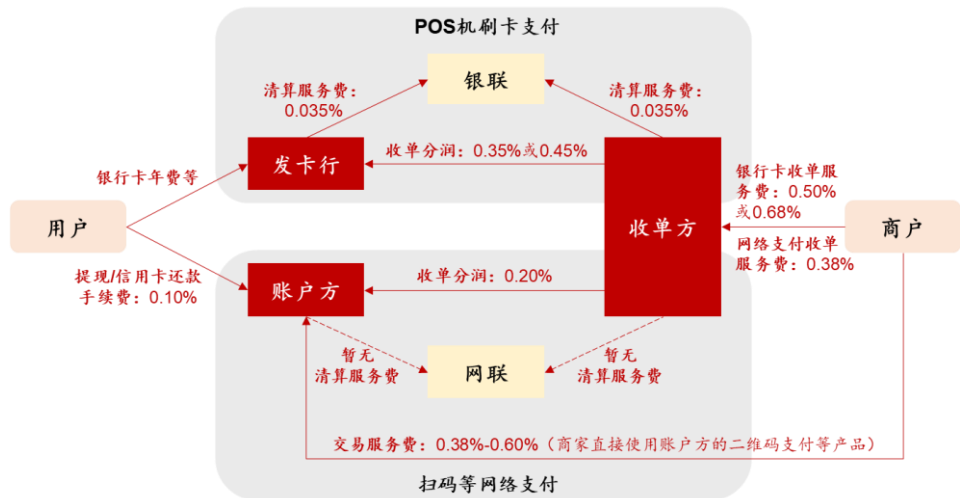 POS机刷卡支付
银联
清算服务费：
0.035%
清算服务费：
0.035%
发卡行
收单分润：0.35%或0.45%
银行卡年费等
用户
提现/信用卡还款
手续费：0.10%
收单方
银行卡收单服
务费：0.50%
或0.68%
商户
网络支付收单
服务费：0.38%
账户方
收单分润：0.20%
暂无
清算服务费
网联
暂无
清算服务费
交易服务费：0.38%-0.60%（商家直接使用账户方的二维码支付等产品）
扫码等网络支付